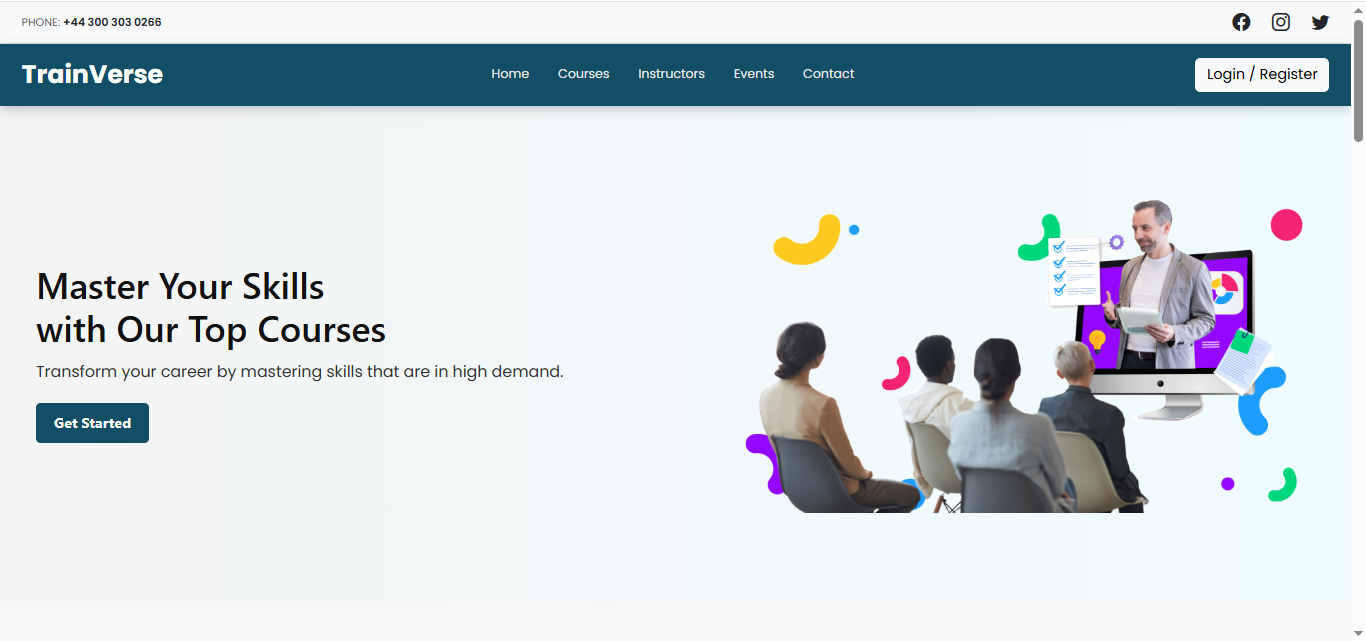 PHONE: +44 300 303 0266
TrainVerse
Home
Courses
Instructors
Events
Contact
Login / Register
Master Your Skills
with Our Top Courses
Transform your career by mastering skills that are in high demand.
Get Started